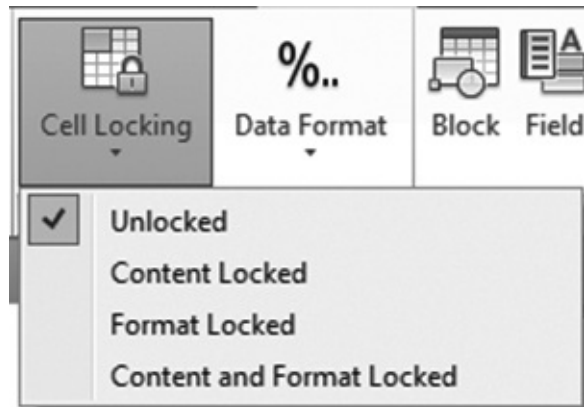 %..
Cell Locking Data Format Block Field
Unlocked
Content Locked
Format Locked
Content and Format Locked